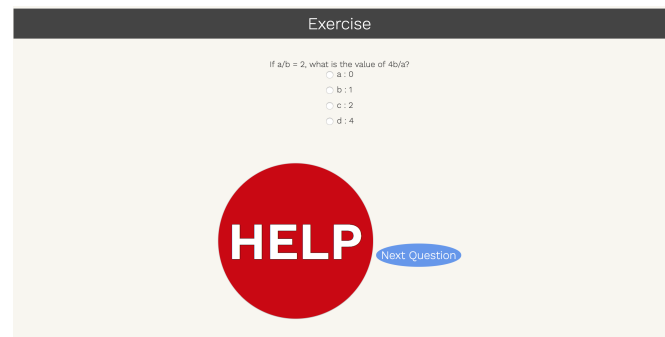 Exercise
If a/b = 2, what is the value of 4b/a?
a : 0
b : 1
c : 2
d : 4
HELP
Next Question